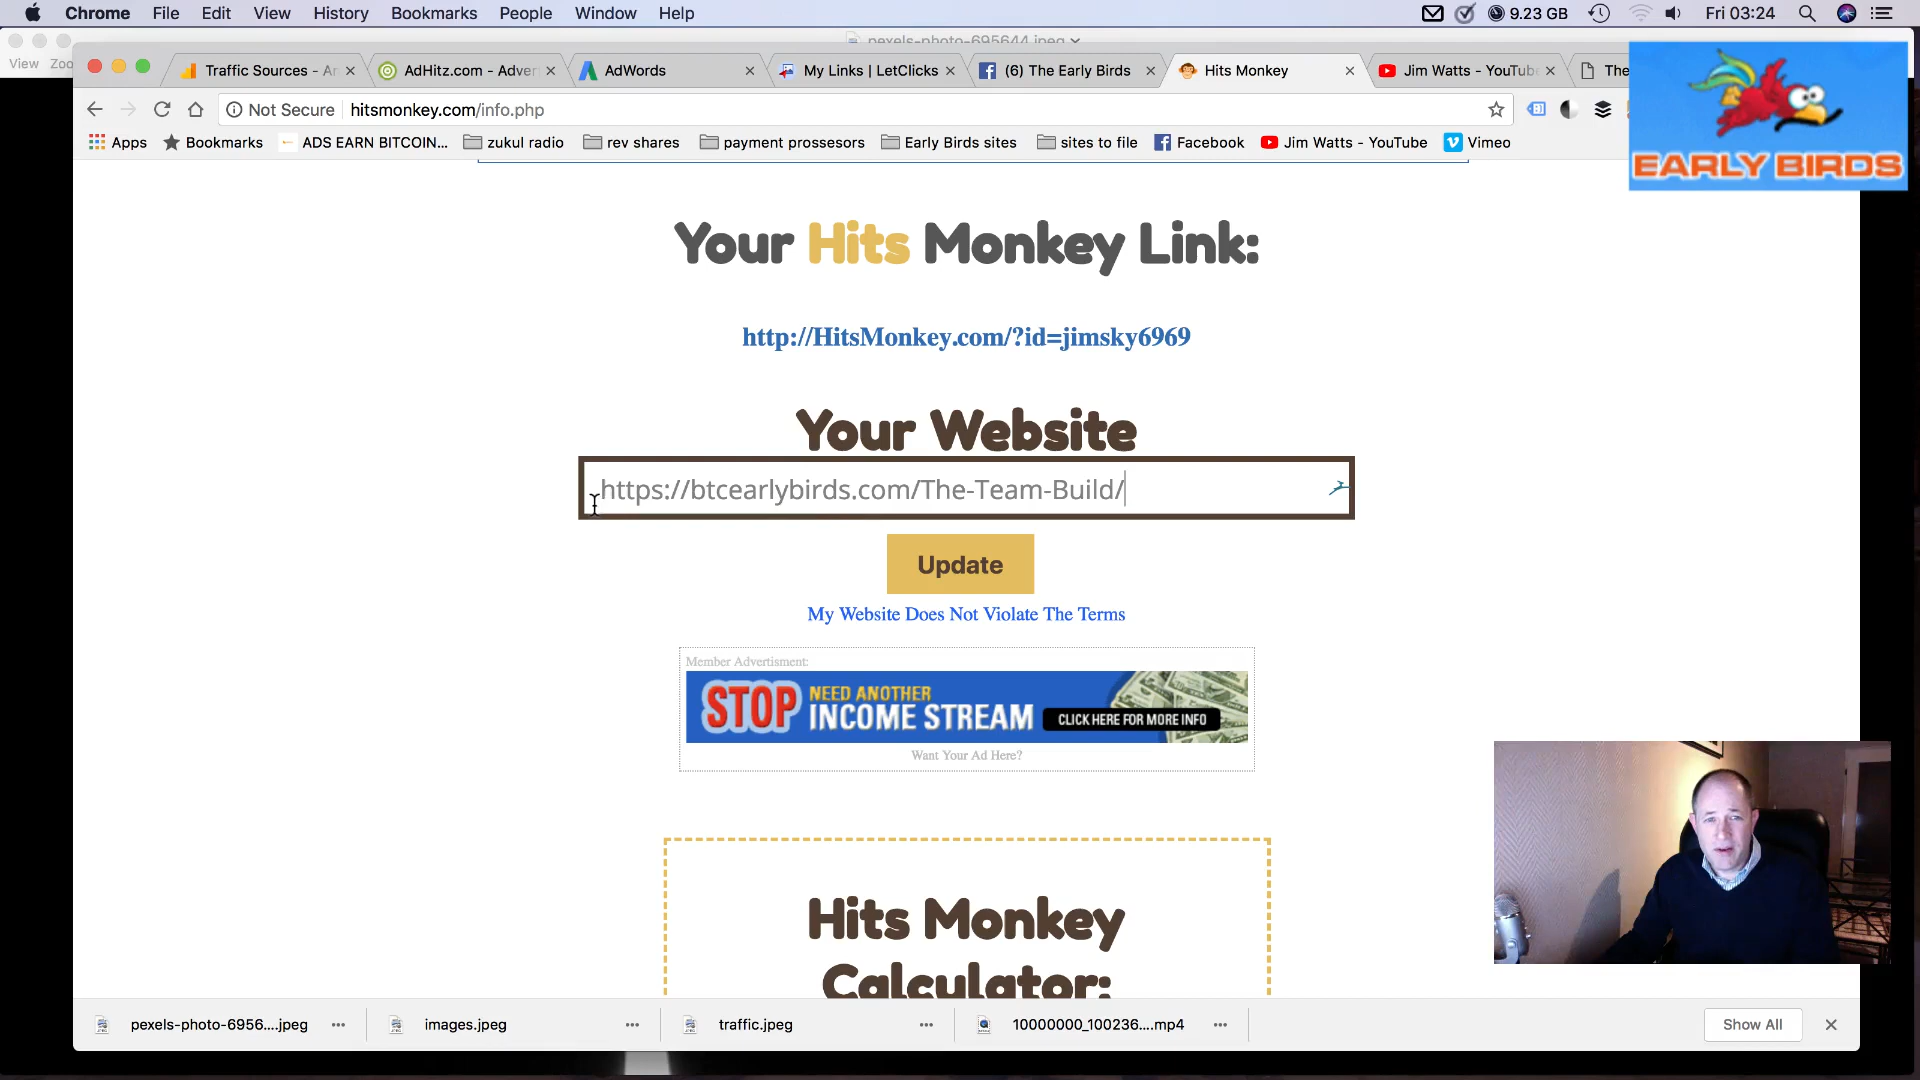 Chrome File Edit View History Bookmarks People Window Help 9.23 GB Fri 03:24
pexels-photo-695644.jpeg
View Zoo
Traffic Sources - An AdHitz.com - Advert AdWords My Links | LetClicks (6) The Early Birds Hits Monkey Jim Watts - YouTube The
Not Secure hitsmonkey.com/info.php
Apps Bookmarks ADS EARN BITCOIN... zukul radio rev shares payment prossesors Early Birds sites sites to file Facebook Jim Watts - YouTube Vimeo
EARLY BIRDS
Your Hits Monkey Link:
http://HitsMonkey.com/?id=jimsky6969
Your Website
https://btcearlybirds.com/The-Team-Build/
Update
My Website Does Not Violate The Terms
Member Advertisment:
STOP NEED ANOTHER
INCOME STREAM CLICK HERE FOR MORE INFO
Want Your Ad Here?
Hits Monkey
Calculator:
pexels-photo-6956....jpeg images.jpeg traffic.jpeg 10000000_100236....mp4 Show All